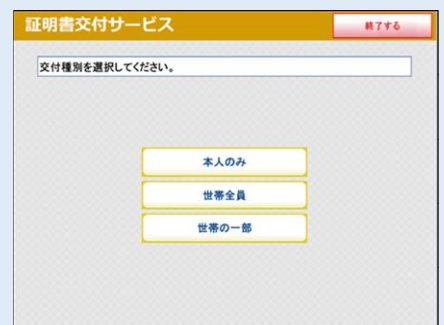 証明書交付サービス
終了する
交付種別を選択してください。
本人のみ
世帯全員
世帯の一部